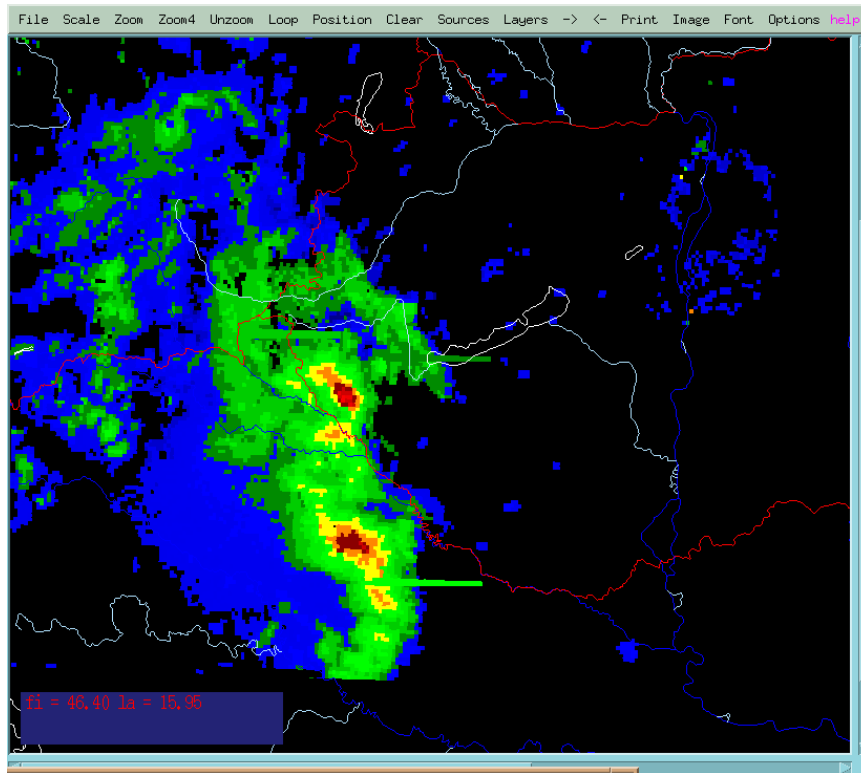 File Scale Zoom Zoom4 Unzoom Loop Position Clear Sources Layers -> <- Print Image Font Options help
fi = 46.40 la = 15.95